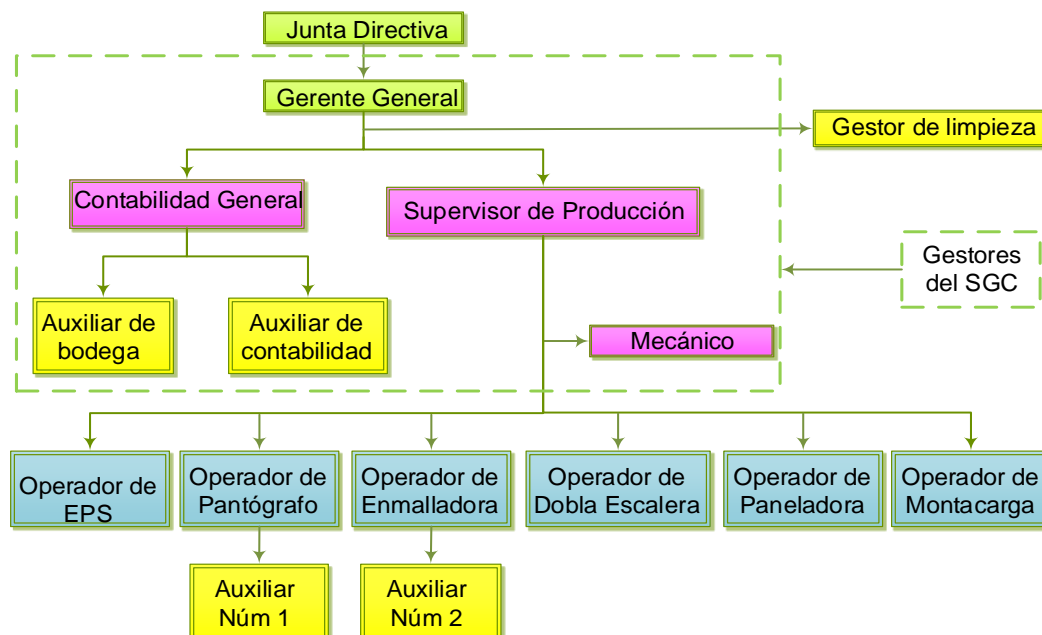 Junta Directiva
Gerente General
Gestor de limpieza
Contabilidad General
Supervisor de Producción
Gestores
del SGC
Auxiliar de
bodega
Auxiliar de
contabilidad
Mecánico
Operador de
EPS
Operador de
Pantógrafo
Operador de
Enmalladora
Operador de
Dobla Escalera
Operador de
Paneladora
Operador de
Montacarga
Auxiliar
Núm 1
Auxiliar
Núm 2